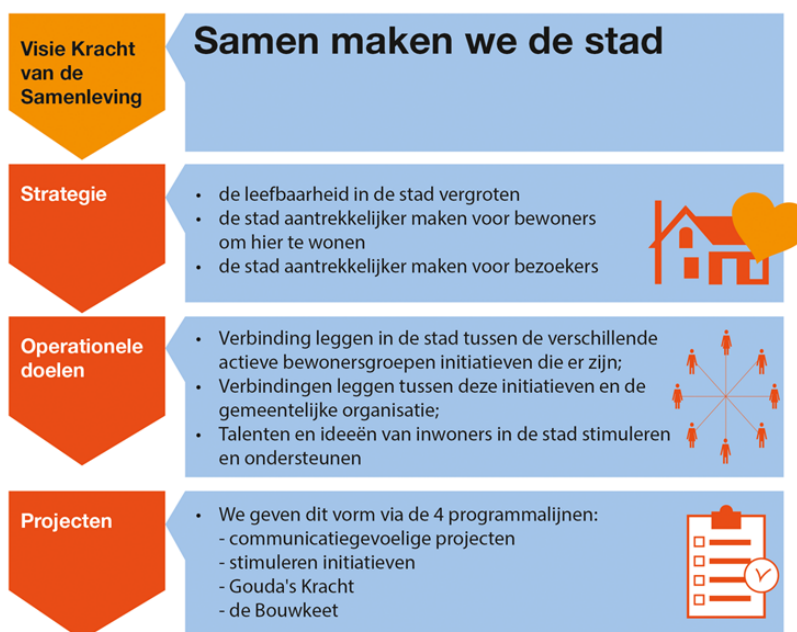 Visie Kracht
van de
Samenleving
Samen maken we de stad
Strategie
• de leefbaarheid in de stad vergroten
• de stad aantrekkelijker maken voor bewoners
om hier te wonen
• de stad aantrekkelijker maken voor bezoekers
Operationele
doelen
• Verbinding leggen in de stad tussen de verschillende
actieve bewonersgroepen initiatieven die er zijn;
• Verbindingen leggen tussen deze initiatieven en de
gemeentelijke organisatie;
• Talenten en ideeën van inwoners in de stad stimuleren
en ondersteunen
Projecten
• We geven dit vorm via de 4 programmalijnen:
- communicatiegevoelige projecten
- stimuleren initiatieven
- Gouda's Kracht
- de Bouwkeet